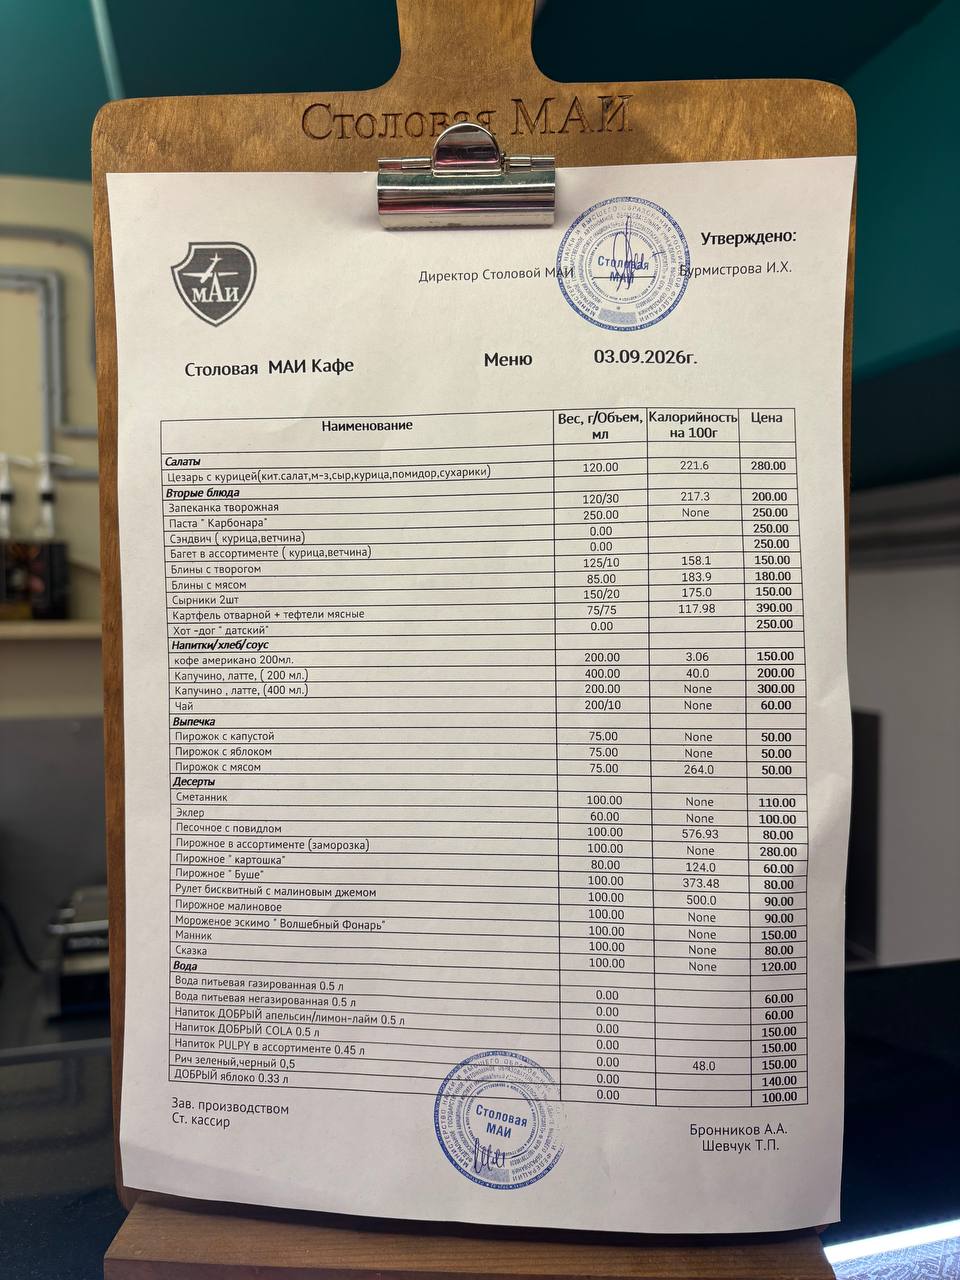 Столовая МАИ
Утверждено:
Директор Столовой МАИ Бурмистрова И.Х.
Столовая МАИ
МАИ
Столовая МАИ Кафе Меню 03.09.2026г.
Наименование Вес, г/Объем, мл Калорийность на 100г Цена
Салаты
Цезарь с курицей(кит.салат,м-з,сыр,курица,помидор,сухарики) 120.00 221.6 280.00
Вторые блюда
Запеканка творожная 120/30 217.3 200.00
Паста " Карбонара" 250.00 None 250.00
Сэндвич ( курица,ветчина) 0.00 250.00
Багет в ассортименте ( курица,ветчина) 0.00 250.00
Блины с творогом 125/10 158.1 150.00
Блины с мясом 85.00 183.9 180.00
Сырники 2шт 150/20 175.0 150.00
Картфель отварной + тефтели мясные 75/75 117.98 390.00
Хот -дог " датский" 0.00 250.00
Напитки/хлеб/соус
кофе американо 200мл. 200.00 3.06 150.00
Капучино, латте, ( 200 мл.) 400.00 40.0 200.00
Капучино , латте, (400 мл.) 200.00 None 300.00
Чай 200/10 None 60.00
Выпечка
Пирожок с капустой 75.00 None 50.00
Пирожок с яблоком 75.00 None 50.00
Пирожок с мясом 75.00 264.0 50.00
Десерты
Сметанник 100.00 None 110.00
Эклер 60.00 None 100.00
Песочное с повидлом 100.00 576.93 80.00
Пирожное в ассортименте (заморозка) 100.00 None 280.00
Пирожное " картошка" 80.00 124.0 60.00
Пирожное " Буше" 100.00 373.48 80.00
Рулет бисквитный с малиновым джемом 100.00 500.0 90.00
Пирожное малиновое 100.00 None 90.00
Мороженое эскимо " Волшебный Фонарь" 100.00 None 150.00
Манник 100.00 None 80.00
Сказка 100.00 None 120.00
Вода
Вода питьевая газированная 0.5 л 0.00 60.00
Вода питьевая негазированная 0.5 л 0.00 60.00
Напиток ДОБРЫЙ апельсин/лимон-лайм 0.5 л 0.00 150.00
Напиток ДОБРЫЙ COLA 0.5 л 0.00 150.00
Напиток PULPY в ассортименте 0.45 л 0.00 48.0 150.00
Рич зеленый,черный 0,5 0.00 140.00
ДОБРЫЙ яблоко 0.33 л 0.00 100.00
Зав. производством Бронников А.А.
Ст. кассир Шевчук Т.П.
Столовая
МАИ